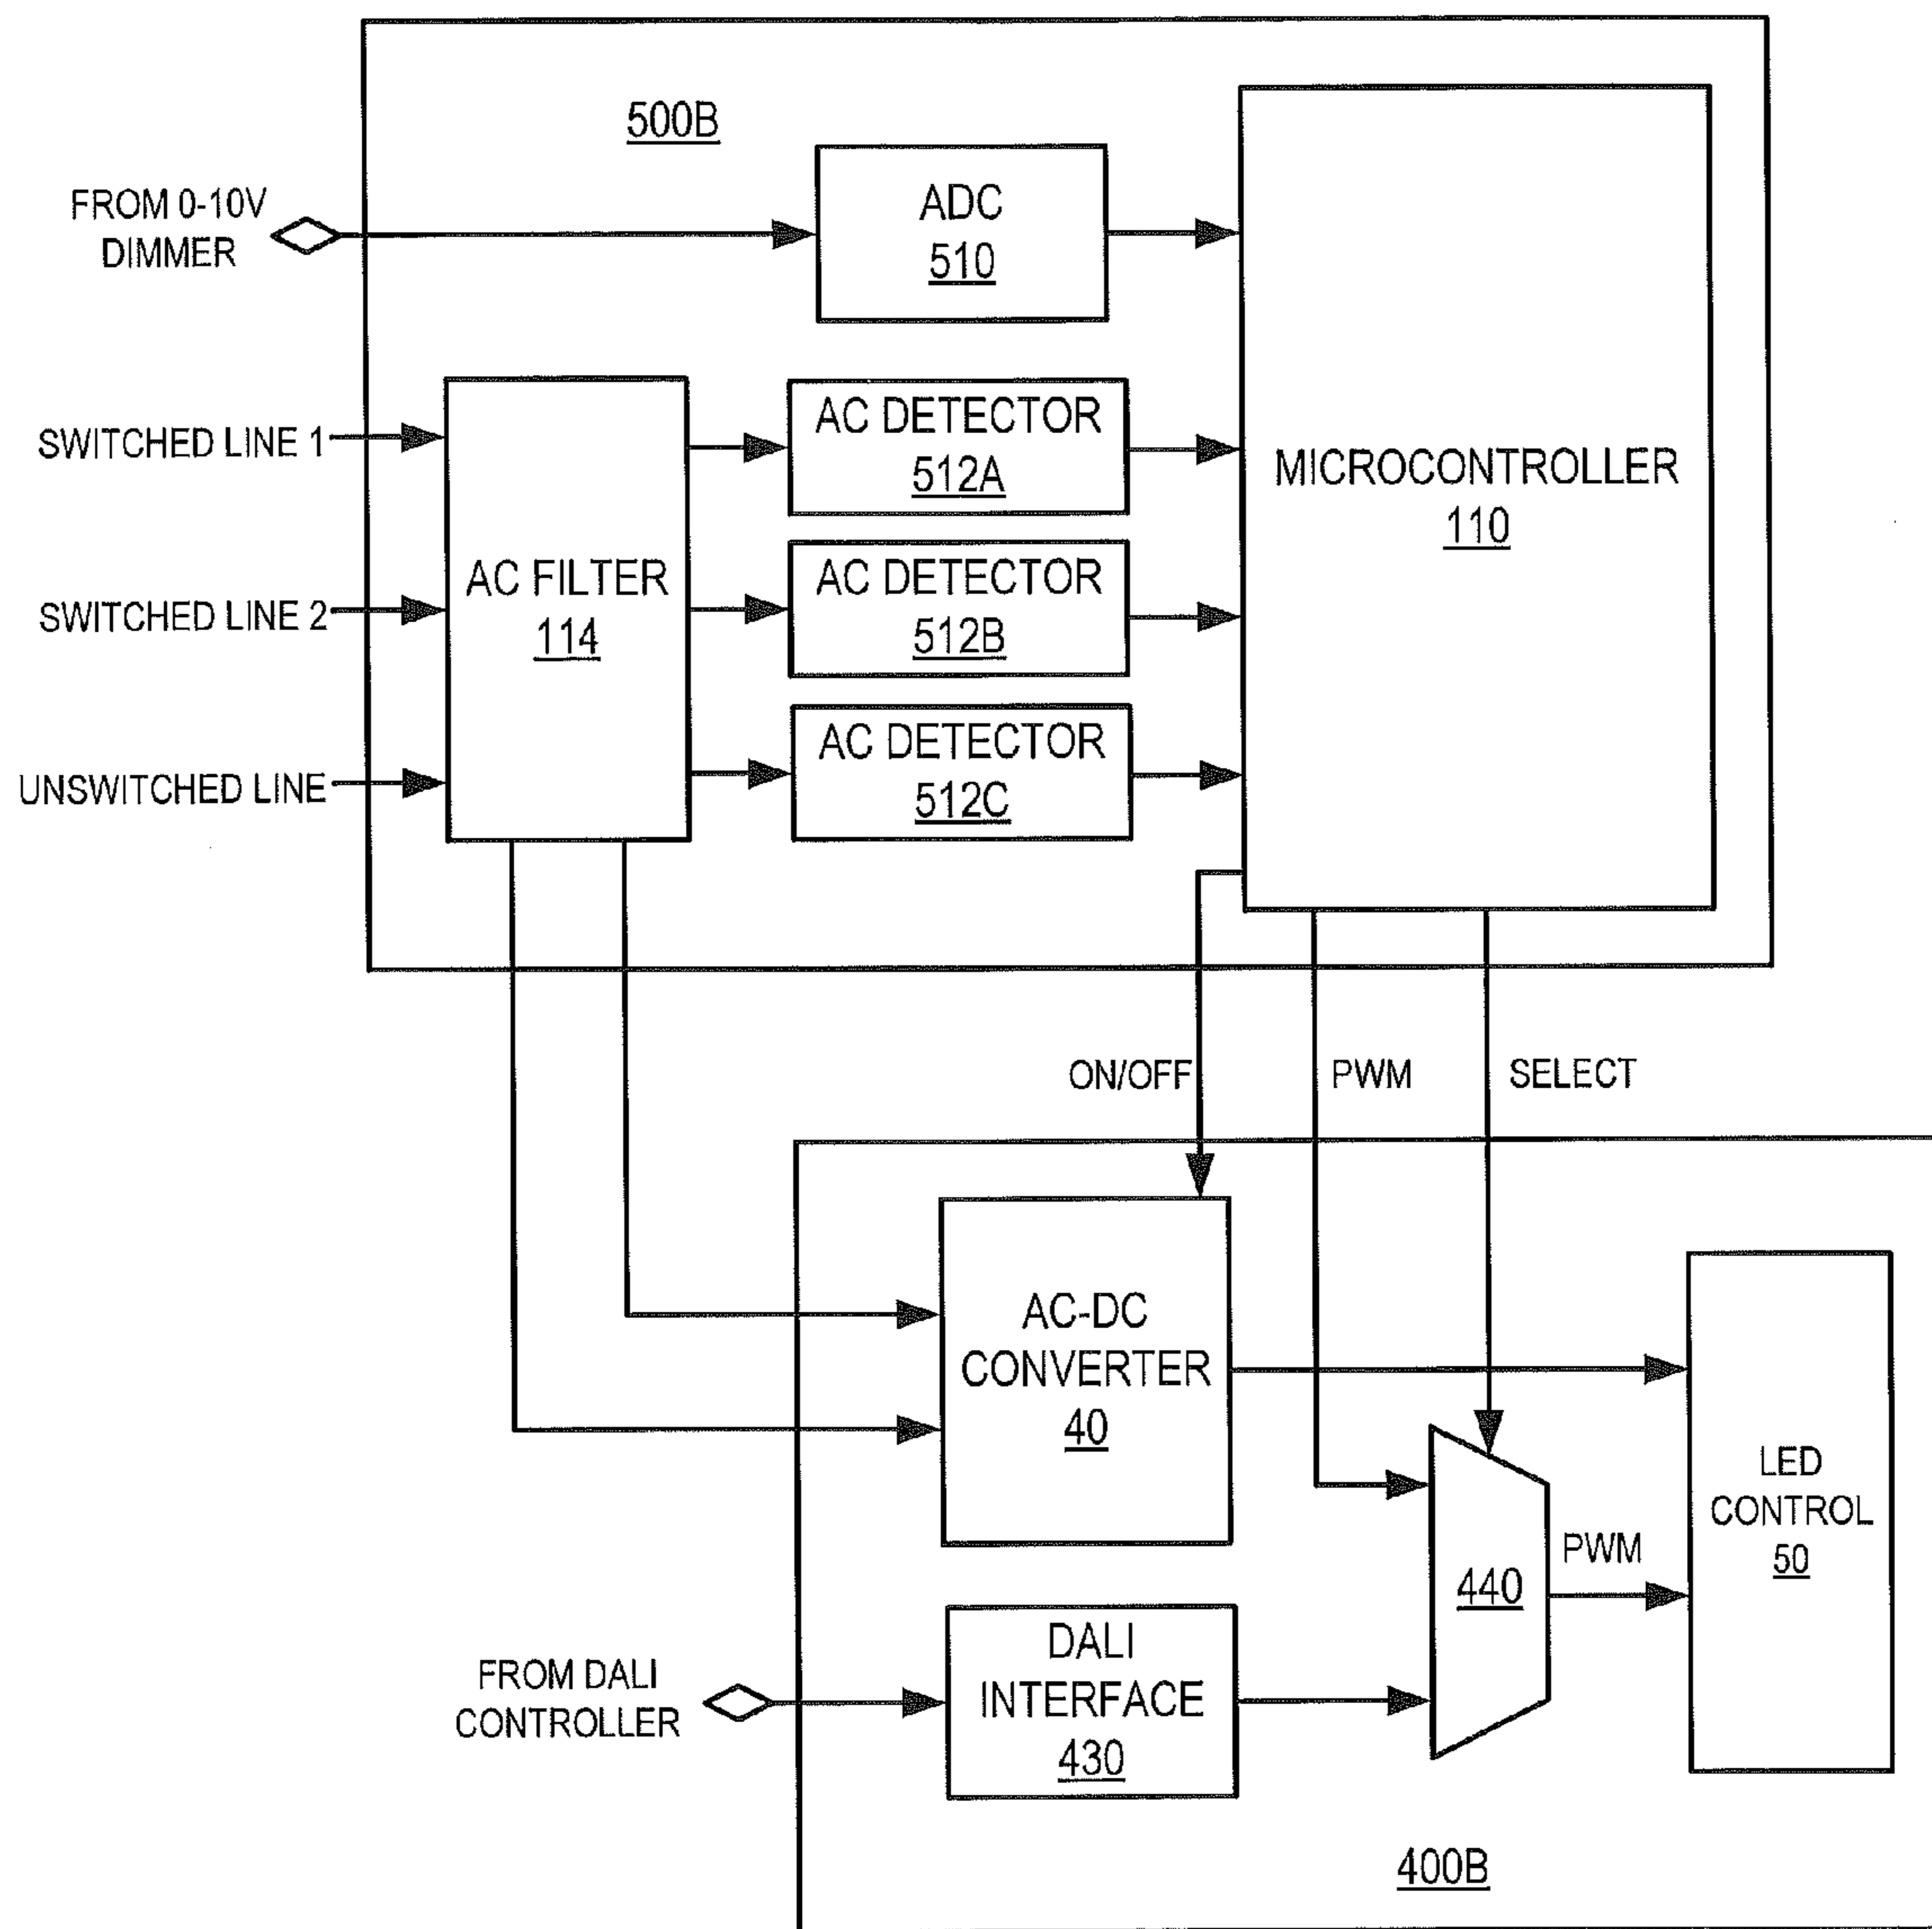 500B
FROM 0-10V
DIMMER
ADC
510
MICROCONTROLLER
110
SWITCHED LINE 1
SWITCHED LINE 2
UNSWITCHED LINE
AC FILTER
114
AC DETECTOR
512A
AC DETECTOR
512B
AC DETECTOR
512C
ON/OFF
PWM
SELECT
AC-DC
CONVERTER
40
LED
CONTROL
50
440
PWM
FROM DALI
CONTROLLER
DALI
INTERFACE
430
400B